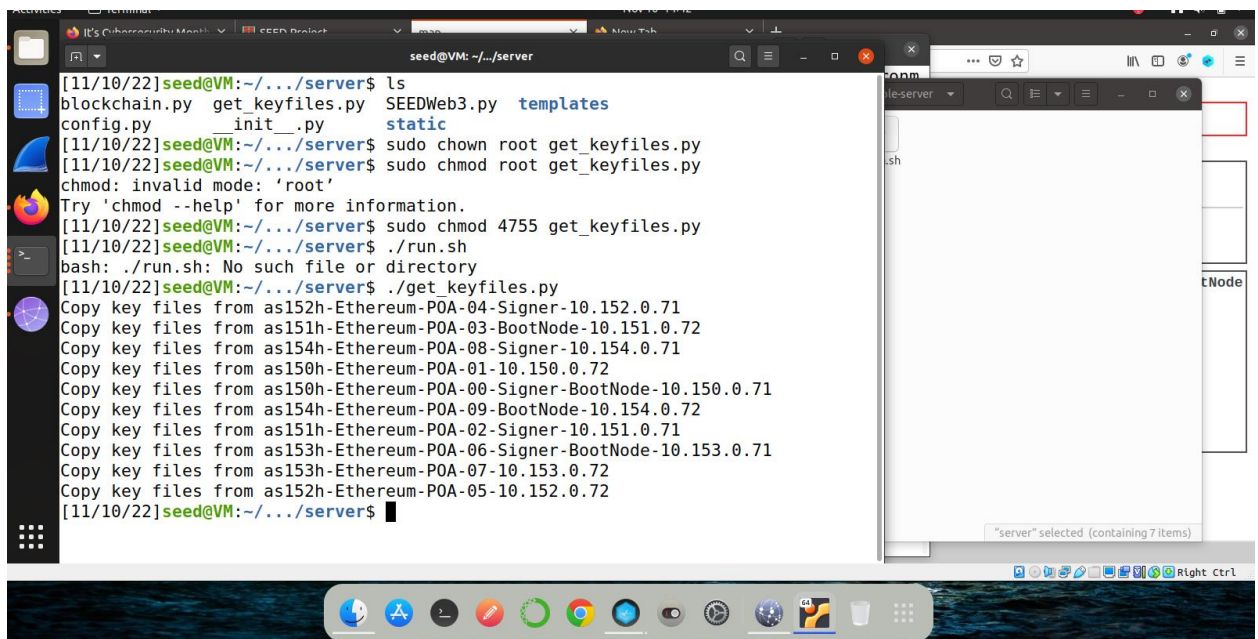 Activities
Terminal
Nov 10 14:12
It's Cybersecurity Month
SEED Project
map
New Tab
seed@VM: ~/.../server
[11/10/22]seed@VM:~/.../server$ ls
blockchain.py get_keyfiles.py SEEDWeb3.py templates
config.py __init__.py static
[11/10/22]seed@VM:~/.../server$ sudo chown root get_keyfiles.py
[11/10/22]seed@VM:~/.../server$ sudo chmod root get_keyfiles.py
chmod: invalid mode: ‘root’
Try 'chmod --help' for more information.
[11/10/22]seed@VM:~/.../server$ sudo chmod 4755 get_keyfiles.py
[11/10/22]seed@VM:~/.../server$ ./run.sh
bash: ./run.sh: No such file or directory
[11/10/22]seed@VM:~/.../server$ ./get_keyfiles.py
Copy key files from as152h-Ethereum-POA-04-Signer-10.152.0.71
Copy key files from as151h-Ethereum-POA-03-BootNode-10.151.0.72
Copy key files from as154h-Ethereum-POA-08-Signer-10.154.0.71
Copy key files from as150h-Ethereum-POA-01-10.150.0.72
Copy key files from as150h-Ethereum-POA-00-Signer-BootNode-10.150.0.71
Copy key files from as154h-Ethereum-POA-09-BootNode-10.154.0.72
Copy key files from as151h-Ethereum-POA-02-Signer-10.151.0.71
Copy key files from as153h-Ethereum-POA-06-Signer-BootNode-10.153.0.71
Copy key files from as153h-Ethereum-POA-07-10.153.0.72
Copy key files from as152h-Ethereum-POA-05-10.152.0.72
[11/10/22]seed@VM:~/.../server$
ple-server
.sh
tNode
"server" selected (containing 7 items)
Right Ctrl
64